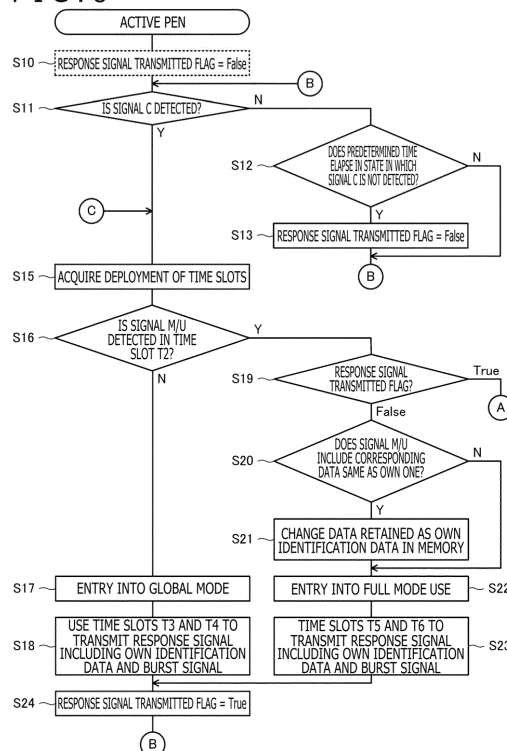 ACTIVE PEN
S10
RESPONSE SIGNAL TRANSMITTED FLAG = False
B
S11
IS SIGNAL C DETECTED?
N
Y
S12
DOES PREDETERMINED TIME
ELAPSE IN STATE IN WHICH
SIGNAL C IS NOT DETECTED?
N
Y
C
S13
RESPONSE SIGNAL TRANSMITTED FLAG = False
B
S15
ACQUIRE DEPLOYMENT OF TIME SLOTS
S16
IS SIGNAL M/U
DETECTED IN TIME
SLOT T2?
Y
N
S19
RESPONSE SIGNAL
TRANSMITTED FLAG?
True
A
False
S20
DOES SIGNAL M/U
INCLUDE CORRESPONDING
DATA SAME AS OWN ONE?
N
Y
S21
CHANGE DATA RETAINED AS OWN
IDENTIFICATION DATA IN MEMORY
S17
ENTRY INTO GLOBAL MODE
ENTRY INTO FULL MODE USE
S22
S18
USE TIME SLOTS T3 AND T4 TO
TRANSMIT RESPONSE SIGNAL
INCLUDING OWN IDENTIFICATION
DATA AND BURST SIGNAL
TIME SLOTS T5 AND T6 TO
TRANSMIT RESPONSE SIGNAL
INCLUDING OWN IDENTIFICATION
DATA AND BURST SIGNAL
S23
S24
RESPONSE SIGNAL TRANSMITTED FLAG = True
B